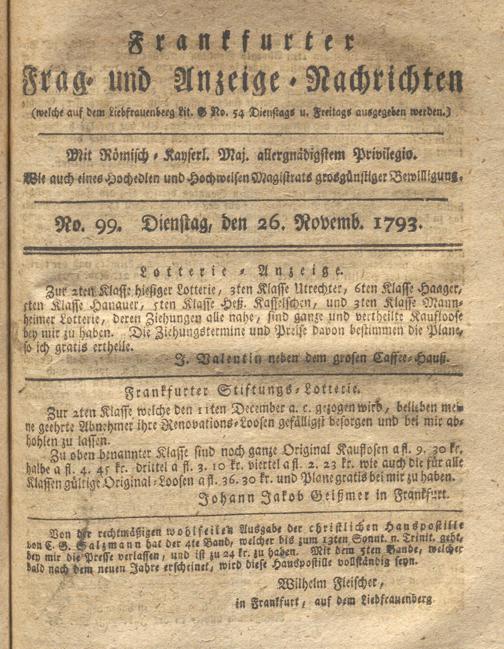 Frankfurter
Frag- und Anzeige-Nachrichten
(welche auf dem Liebfrauenberg Lit. G No. 54 Dienstags u. Freitags ausgegeben werden.)
Mit Römisch-Kayserl. Maj. allergnädigstem Privilegio.
Wie auch eines Hochedlen und Hochweisen Magistrats grosgünstiger Bewilligung.
No. 99. Dienstag, den 26. Novemb. 1793.
Lotterie-Anzeige.
Zur 2ten Klasse hiesiger Lotterie, 3ten Klasse Utrechter, 6ten Klasse Haager,
5ten Klasse Hanauer, 5ten Klasse Heß. Kasselschen, und 3ten Klasse Mann-
heimer Lotterie, deren Ziehungen alle nahe, sind ganze und vertheilte Kaufloose
bey mir zu haben. Die Ziehungstermine und Preise davon bestimmen die Plane,
so ich gratis ertheile.
J. Valentin neben dem grosen Caffee-Hauß.
Frankfurter Stiftungs-Lotterie.
Zur 2ten Klasse welche den 11ten December a. c. gezogen wird, belieben mei-
ne geehrte Abnehmer ihre Renovations-Loosen gefälligst besorgen und bei mir ab-
hohlen zu lassen.
Zu oben benannter Klasse sind noch ganze Original Kauflosen a fl. 9. 30 kr.
halbe a fl. 4. 45 kr. drittel a fl. 3. 10 kr. viertel a fl. 2. 23 kr. wie auch die für alle
Klassen gültige Original-Loosen a fl. 36. 30 kr. und Plane gratis bei mir zu haben.
Johann Jakob Geißmer in Frankfurt.
Von der rechtmäßigen wohlfeilen Ausgabe der christlichen Hauspostille
von C. G. Salzmann hat der 4te Band, welcher bis zum 13ten Sonnt. n. Trinit. geht,
bey mir die Presse verlassen, und ist zu 24 kr. zu haben. Mit dem 5ten Bande, welcher
bald nach dem neuen Jahre erscheinet, wird diese Hauspostille vollständig seyn.
Wilhelm Fleischer,
in Frankfurt, auf dem Liebfrauenberg